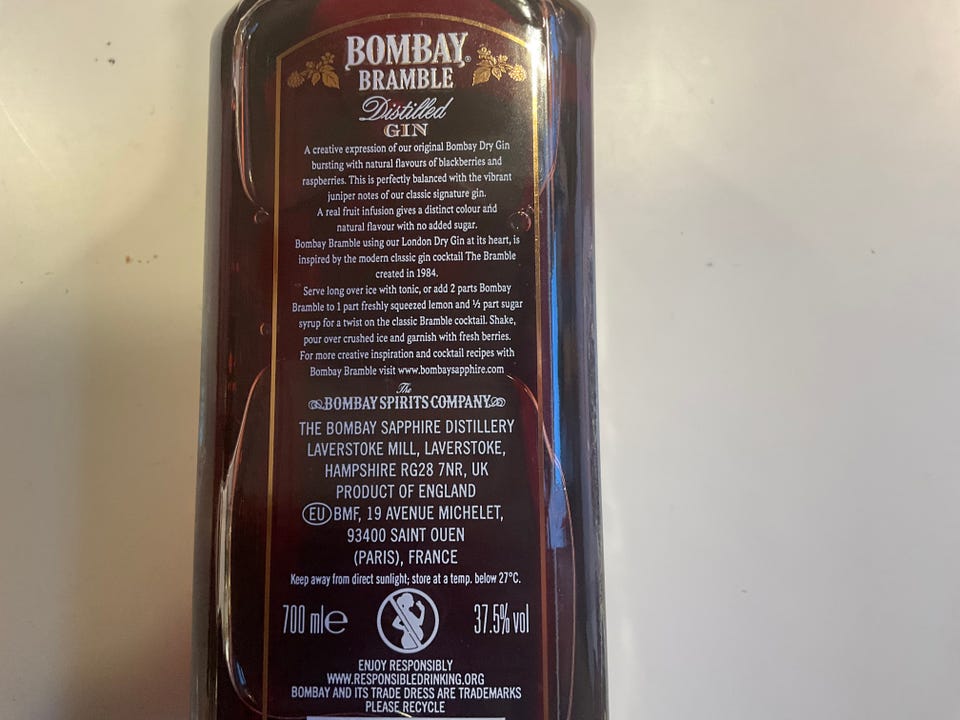 BOMBAY®
BRAMBLE
Distilled
GIN
A creative expression of our original Bombay Dry Gin
bursting with natural flavours of blackberries and
raspberries. This is perfectly balanced with the vibrant
juniper notes of our classic signature gin.
A real fruit infusion gives a distinct colour and
natural flavour with no added sugar.
Bombay Bramble using our London Dry Gin at its heart, is
inspired by the modern classic gin cocktail The Bramble
created in 1984.
Serve long over ice with tonic, or add 2 parts Bombay
Bramble to 1 part freshly squeezed lemon and ½ part sugar
syrup for a twist on the classic Bramble cocktail. Shake,
pour over crushed ice and garnish with fresh berries.
For more creative inspiration and cocktail recipes with
Bombay Bramble visit www.bombaysapphire.com
The
BOMBAY SPIRITS COMPANY
THE BOMBAY SAPPHIRE DISTILLERY
LAVERSTOKE MILL, LAVERSTOKE,
HAMPSHIRE RG28 7NR, UK
PRODUCT OF ENGLAND
EU BMF, 19 AVENUE MICHELET,
93400 SAINT OUEN
(PARIS), FRANCE
Keep away from direct sunlight; store at a temp. below 27°C.
700 ml e 37.5% vol
ENJOY RESPONSIBLY
WWW.RESPONSIBLEDRINKING.ORG
BOMBAY AND ITS TRADE DRESS ARE TRADEMARKS
PLEASE RECYCLE